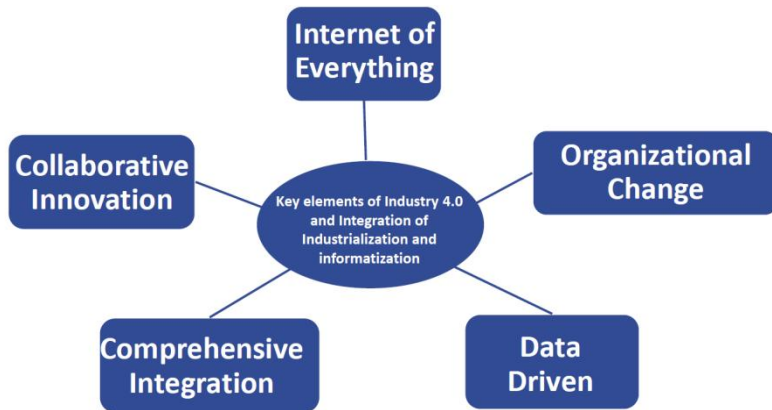 Internet of
Everything
Collaborative
Innovation
Organizational
Change
Key elements of Industry 4.0
and Integration of
Industrialization and
informatization
Comprehensive
Integration
Data
Driven